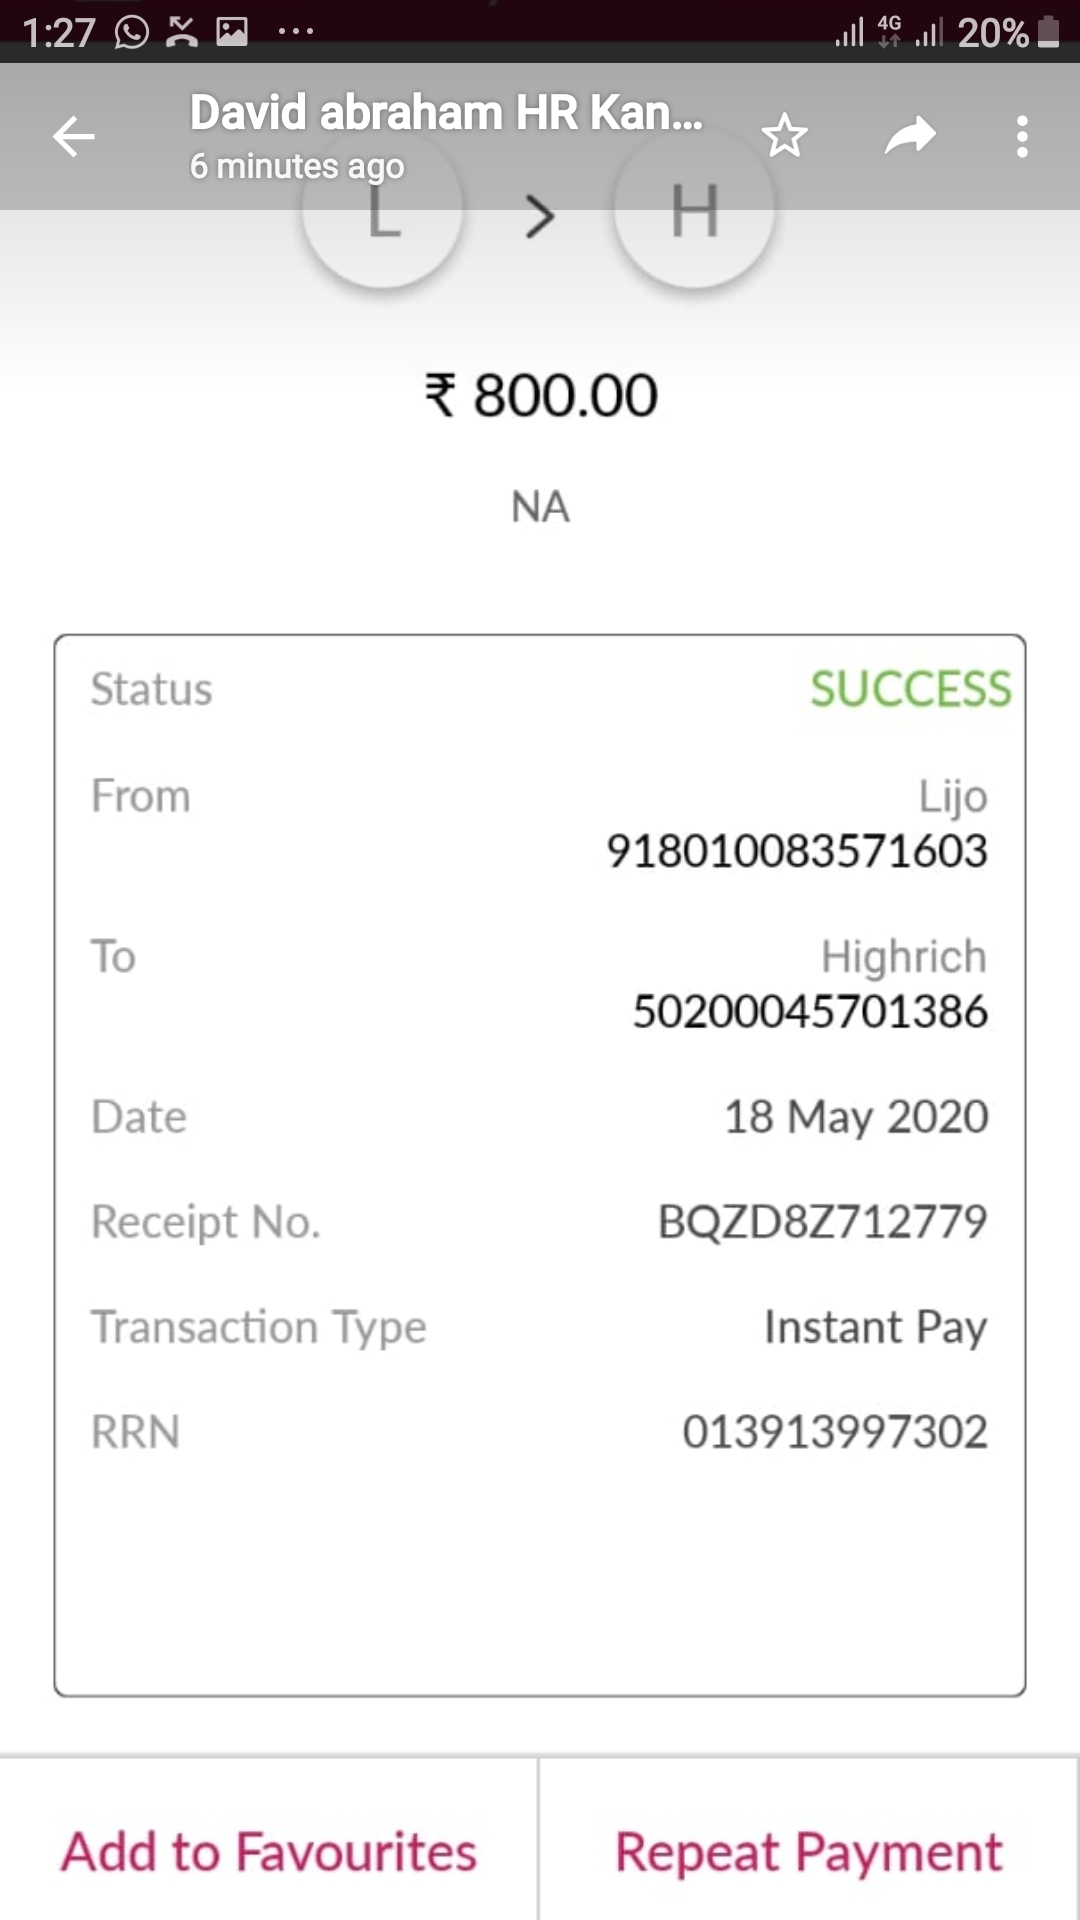 1:27 4G 20%
David abraham HR Kan...
6 minutes ago
L > H
₹ 800.00
NA
Status SUCCESS
From Lijo
918010083571603
To Highrich
50200045701386
Date 18 May 2020
Receipt No. BQZD8Z712779
Transaction Type Instant Pay
RRN 013913997302
Add to Favourites Repeat Payment